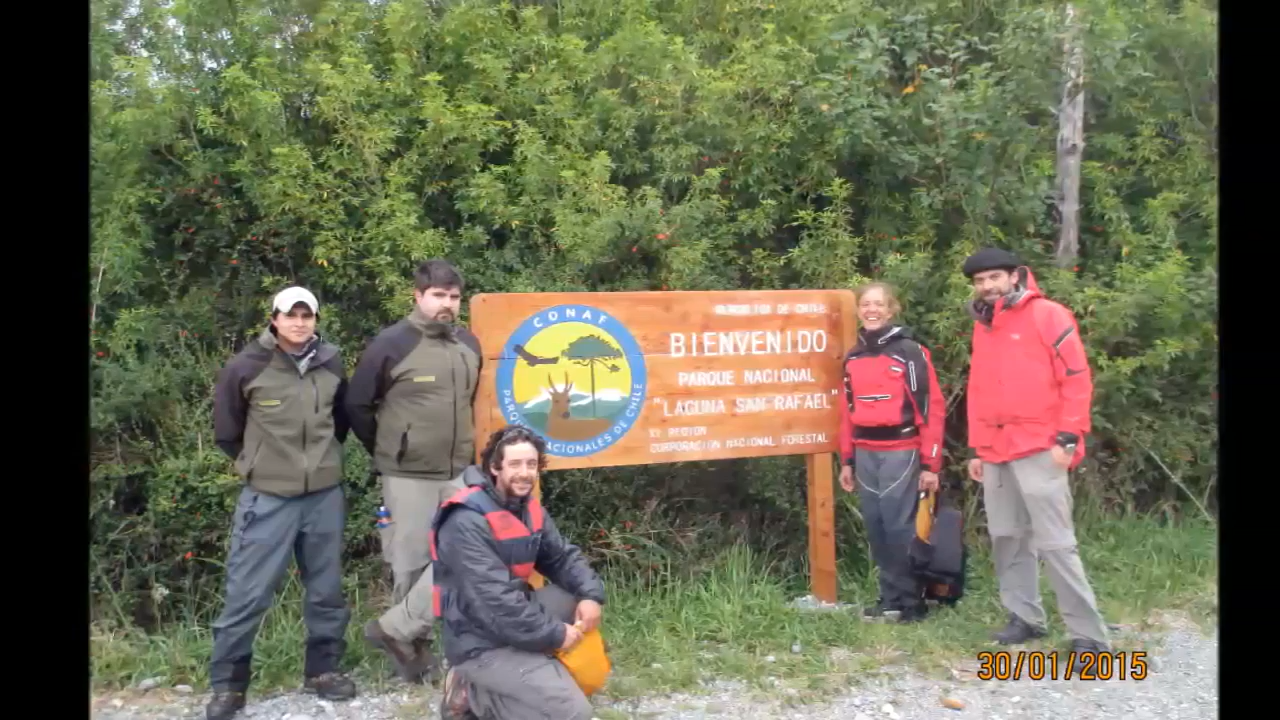 CONAF
PARQUES NACIONALES DE CHILE
REPUBLICA DE CHILE
BIENVENIDO
PARQUE NACIONAL
"LAGUNA SAN RAFAEL"
XI REGION
CORPORACION NACIONAL FORESTAL
30/01/2015